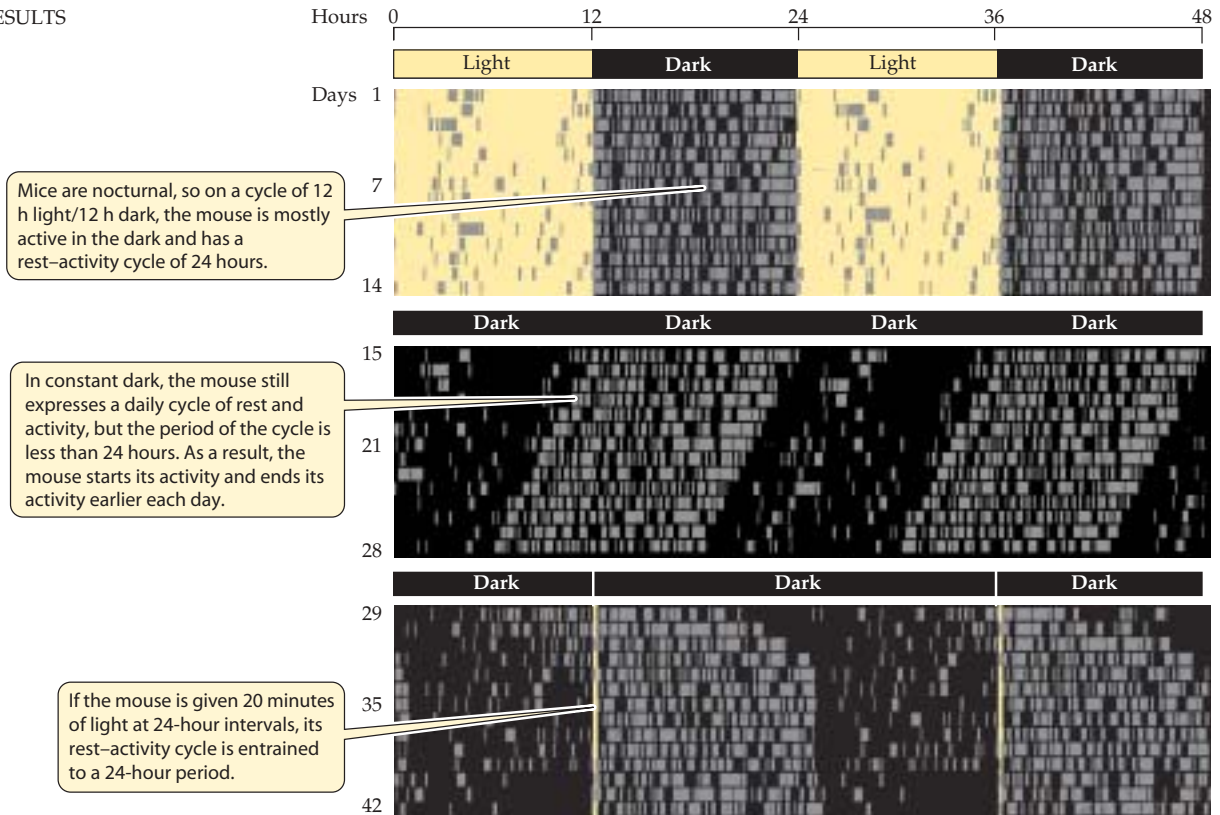 ESULTS
Hours 0 12 24 36 48
Light Dark Light Dark
Days 1
7
14
Mice are nocturnal, so on a cycle of 12
h light/12 h dark, the mouse is mostly
active in the dark and has a
rest–activity cycle of 24 hours.
Dark Dark Dark Dark
15
21
28
In constant dark, the mouse still
expresses a daily cycle of rest and
activity, but the period of the cycle is
less than 24 hours. As a result, the
mouse starts its activity and ends its
activity earlier each day.
Dark Dark Dark
29
35
42
If the mouse is given 20 minutes
of light at 24-hour intervals, its
rest–activity cycle is entrained
to a 24-hour period.